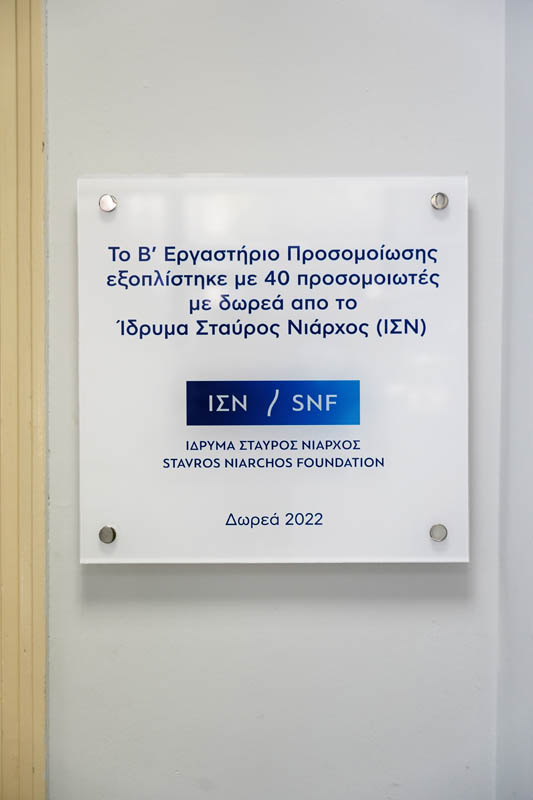 Το Β’ Εργαστήριο Προσομοίωσης
εξοπλίστηκε με 40 προσομοιωτές
με δωρεά απο το
Ίδρυμα Σταύρος Νιάρχος (ΙΣΝ)
ΙΣΝ / SNF
ΙΔΡΥΜΑ ΣΤΑΥΡΟΣ ΝΙΑΡΧΟΣ
STAVROS NIARCHOS FOUNDATION
Δωρεά 2022